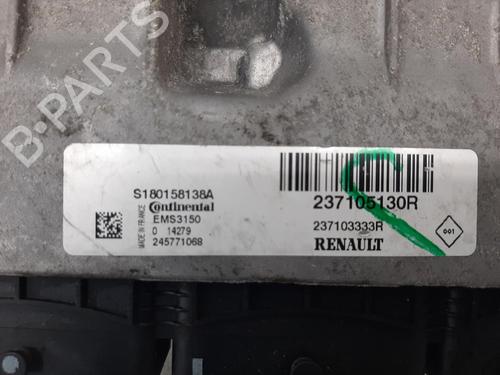 B-PARTS
S180158138A
Continental
EMS3150
0 14279
245771068
MADE IN FRANCE
237105130R
237103333R
RENAULT
001